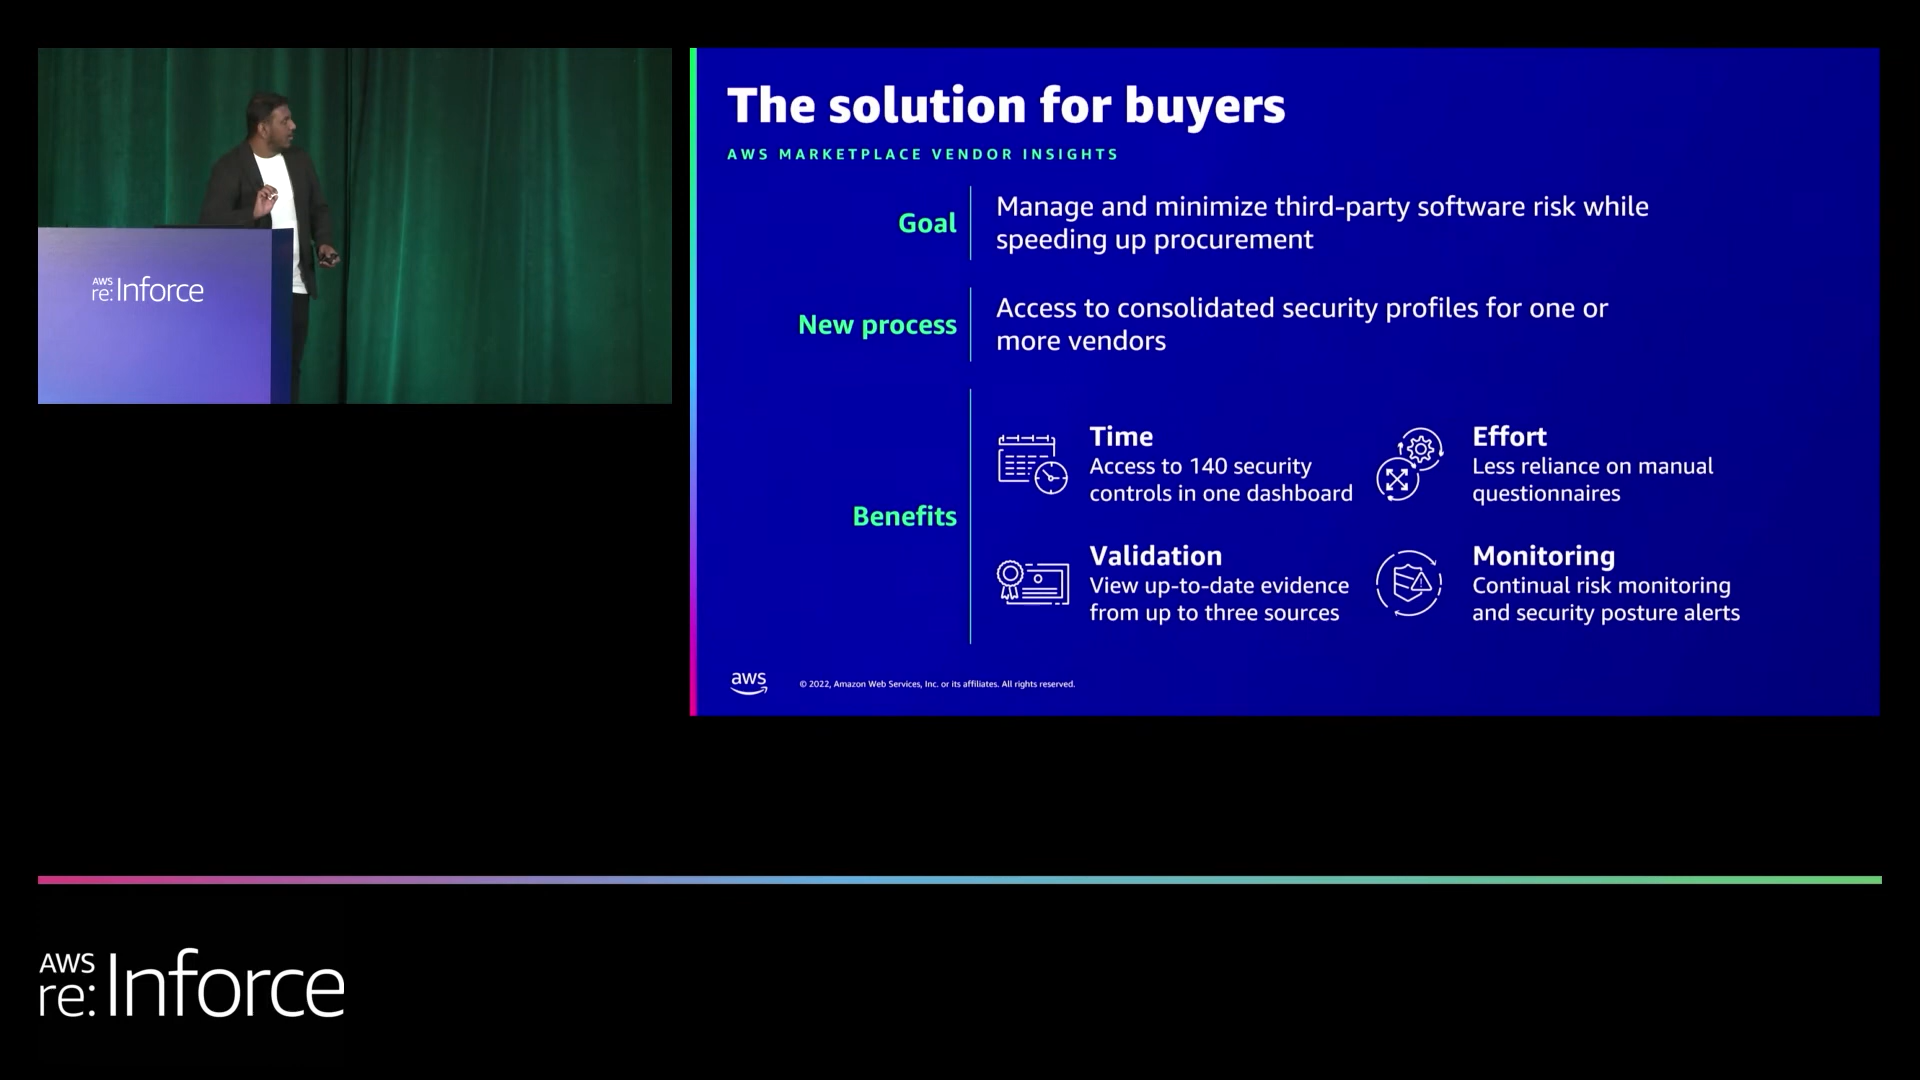 AWS
re:Inforce
The solution for buyers
AWS MARKETPLACE VENDOR INSIGHTS
Goal
Manage and minimize third-party software risk while
speeding up procurement
New process
Access to consolidated security profiles for one or
more vendors
Benefits
Time
Access to 140 security
controls in one dashboard
Effort
Less reliance on manual
questionnaires
Validation
View up-to-date evidence
from up to three sources
Monitoring
Continual risk monitoring
and security posture alerts
aws
© 2022, Amazon Web Services, Inc. or its affiliates. All rights reserved.
AWS
re:Inforce